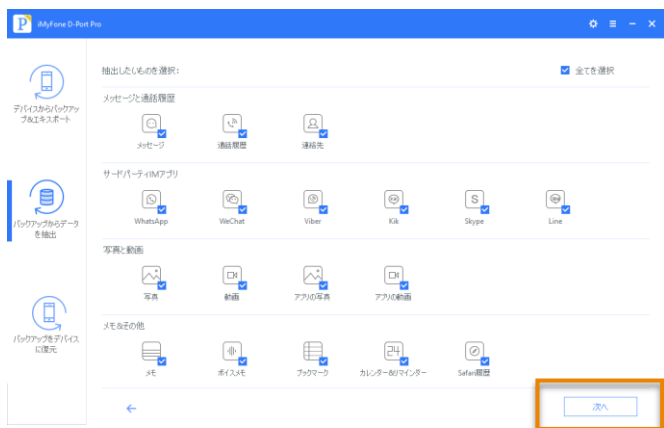 iMyFone D-Port Pro
抽出したいものを選択:
全てを選択
デバイスからバックアッ
プ&エキスポート
メッセージと通話履歴
メッセージ
通話履歴
連絡先
サードパーティIMアプリ
WhatsApp
WeChat
Viber
Kik
Skype
Line
バックアップからデータ
を抽出
写真と動画
写真
動画
アプリの写真
アプリの動画
メモ&その他
バックアップをデバイス
に復元
メモ
ボイスメモ
ブックマーク
カレンダー&リマインダー
Safari履歴
次へ